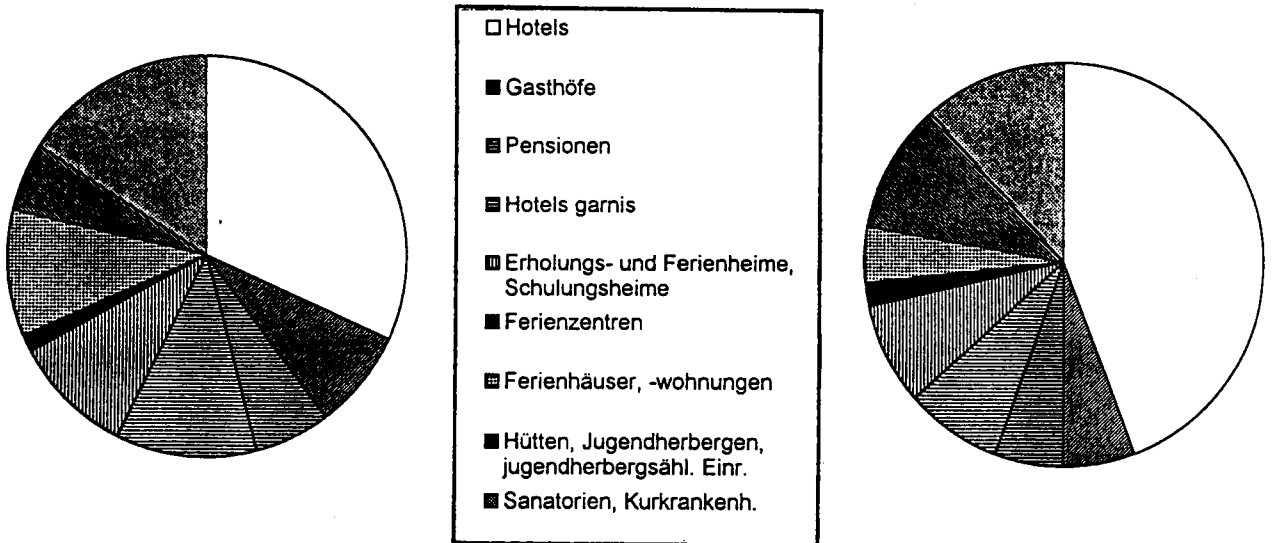 Hotels
Gasthöfe
Pensionen
Hotels garnis
Erholungs- und Ferienheime,
Schulungsheime
Ferienzentren
Ferienhäuser, -wohnungen
Hütten, Jugendherbergen,
jugendherbergsähl. Einr.
Sanatorien, Kurkrankenh.